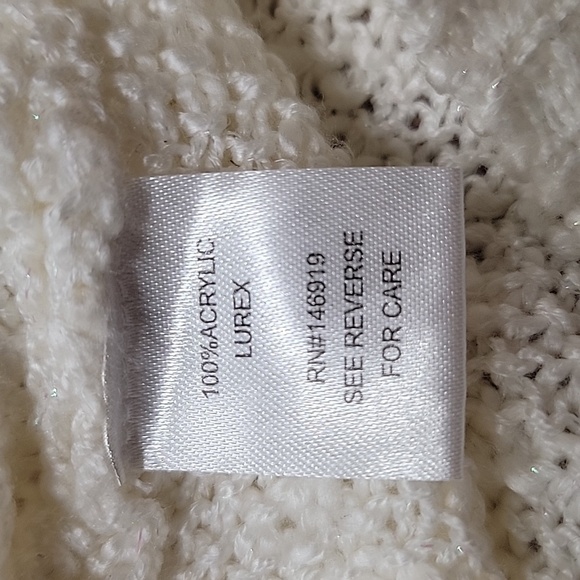 100%ACRYLIC
LUREX
RN#146919
SEE REVERSE
FOR CARE